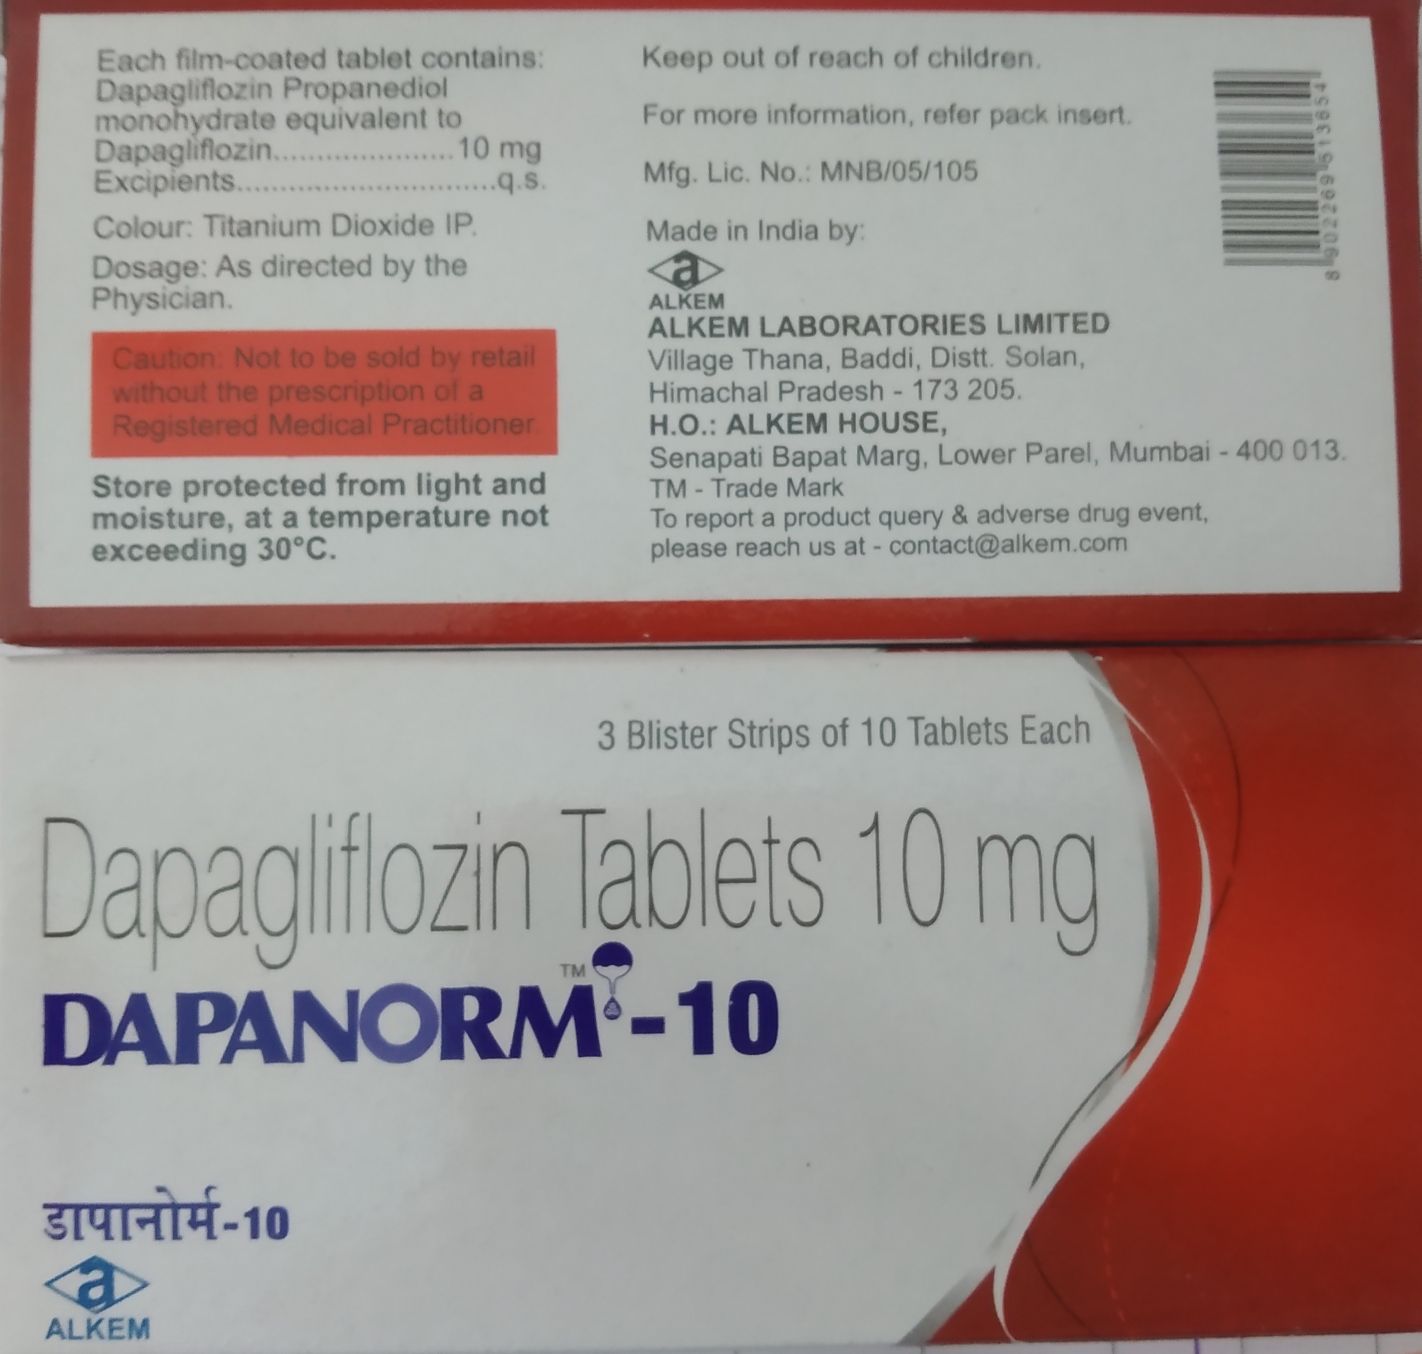 Each film-coated tablet contains:
Dapagliflozin Propanediol
monohydrate equivalent to
Dapagliflozin....................10 mg
Excipients.............................q.s.
Colour: Titanium Dioxide IP.
Dosage: As directed by the
Physician.
Caution: Not to be sold by retail
without the prescription of a
Registered Medical Practitioner.
Store protected from light and
moisture, at a temperature not
exceeding 30°C.
Keep out of reach of children.
For more information, refer pack insert.
Mfg. Lic. No.: MNB/05/105
Made in India by:
a
ALKEM
ALKEM LABORATORIES LIMITED
Village Thana, Baddi, Distt. Solan,
Himachal Pradesh - 173 205.
H.O.: ALKEM HOUSE,
Senapati Bapat Marg, Lower Parel, Mumbai - 400 013.
TM - Trade Mark
To report a product query & adverse drug event,
please reach us at - contact@alkem.com
8 902269 513654
3 Blister Strips of 10 Tablets Each
Dapagliflozin Tablets 10 mg
DAPANORM™-10
डापानोर्म-10
a
ALKEM